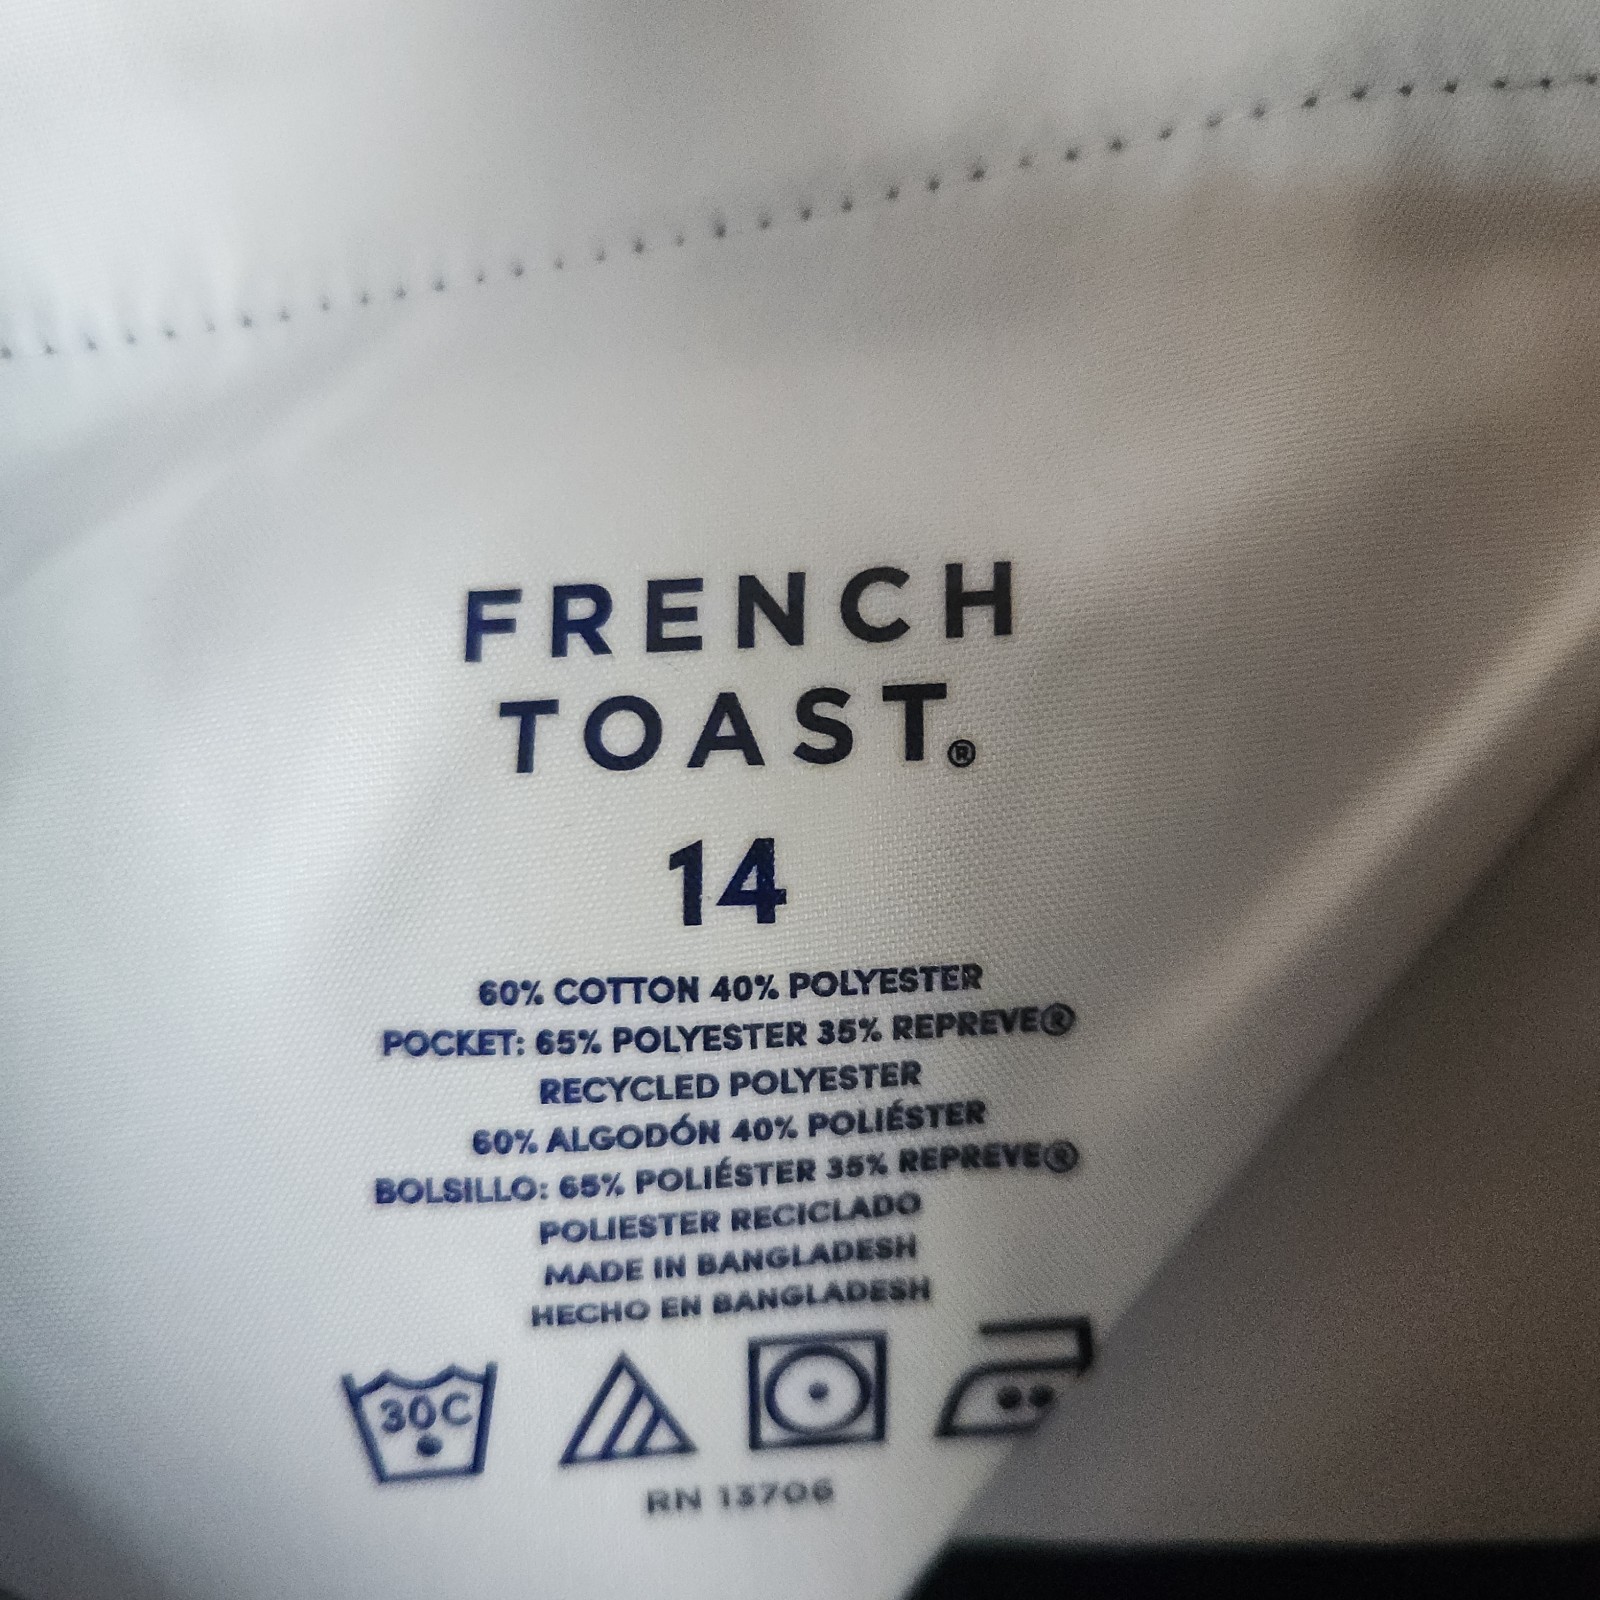 FRENCH
TOAST®
14
60% COTTON 40% POLYESTER
POCKET: 65% POLYESTER 35% REPREVE®
RECYCLED POLYESTER
60% ALGODÓN 40% POLIÉSTER
BOLSILLO: 65% POLIÉSTER 35% REPREVE®
POLIESTER RECICLADO
MADE IN BANGLADESH
HECHO EN BANGLADESH
30C
RN 13706